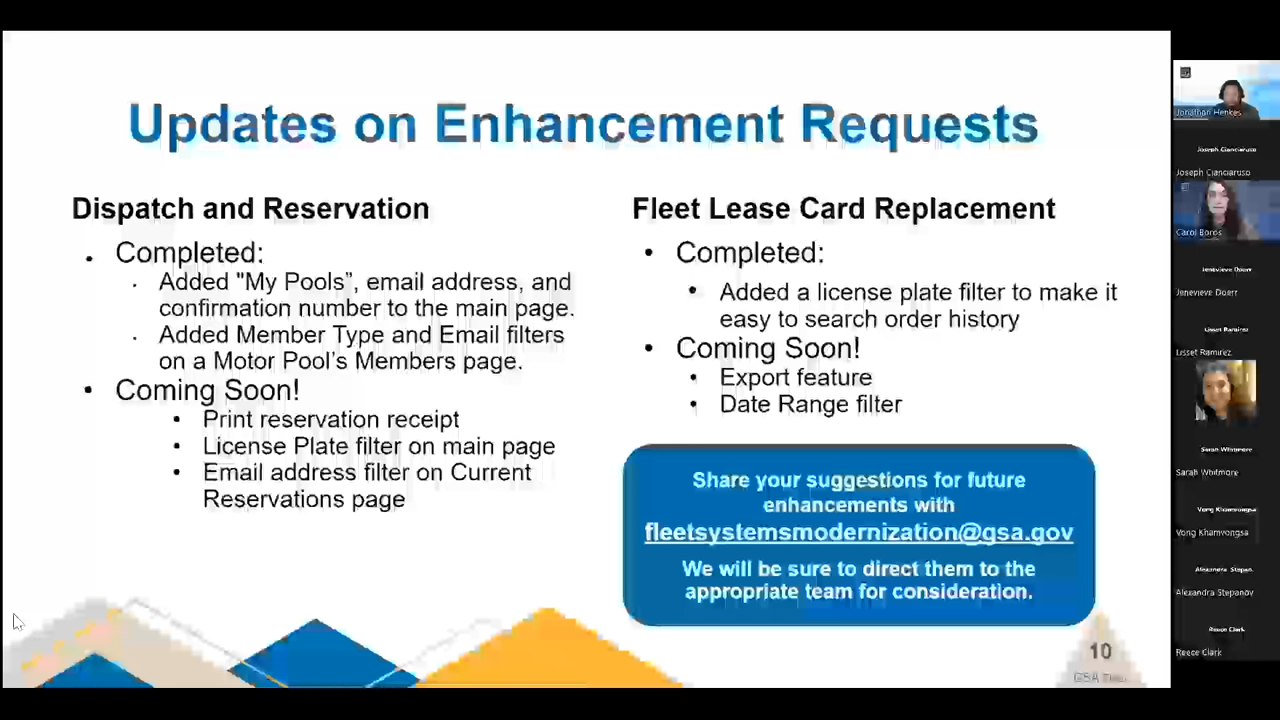 Updates on Enhancement Requests
Dispatch and Reservation
• Completed:
• Added "My Pools”, email address, and
confirmation number to the main page.
• Added Member Type and Email filters
on a Motor Pool’s Members page.
• Coming Soon!
• Print reservation receipt
• License Plate filter on main page
• Email address filter on Current
Reservations page
Fleet Lease Card Replacement
• Completed:
• Added a license plate filter to make it
easy to search order history
• Coming Soon!
• Export feature
• Date Range filter
Share your suggestions for future
enhancements with
fleetsystemsmodernization@gsa.gov
We will be sure to direct them to the
appropriate team for consideration.
10
GSA Fleet
Jonathan Henkes
Joseph Cianciaruso
Joseph Cianciaruso
Carol Boros
Jenevieve Doerr
Jenevieve Doerr
Lisset Ramirez
Lisset Ramirez
Sarah Whitmore
Sarah Whitmore
Vong Khamvongsa
Vong Khamvongsa
Alexandra Stepan.
Alexandra Stepanov
Reece Clark
Reece Clark